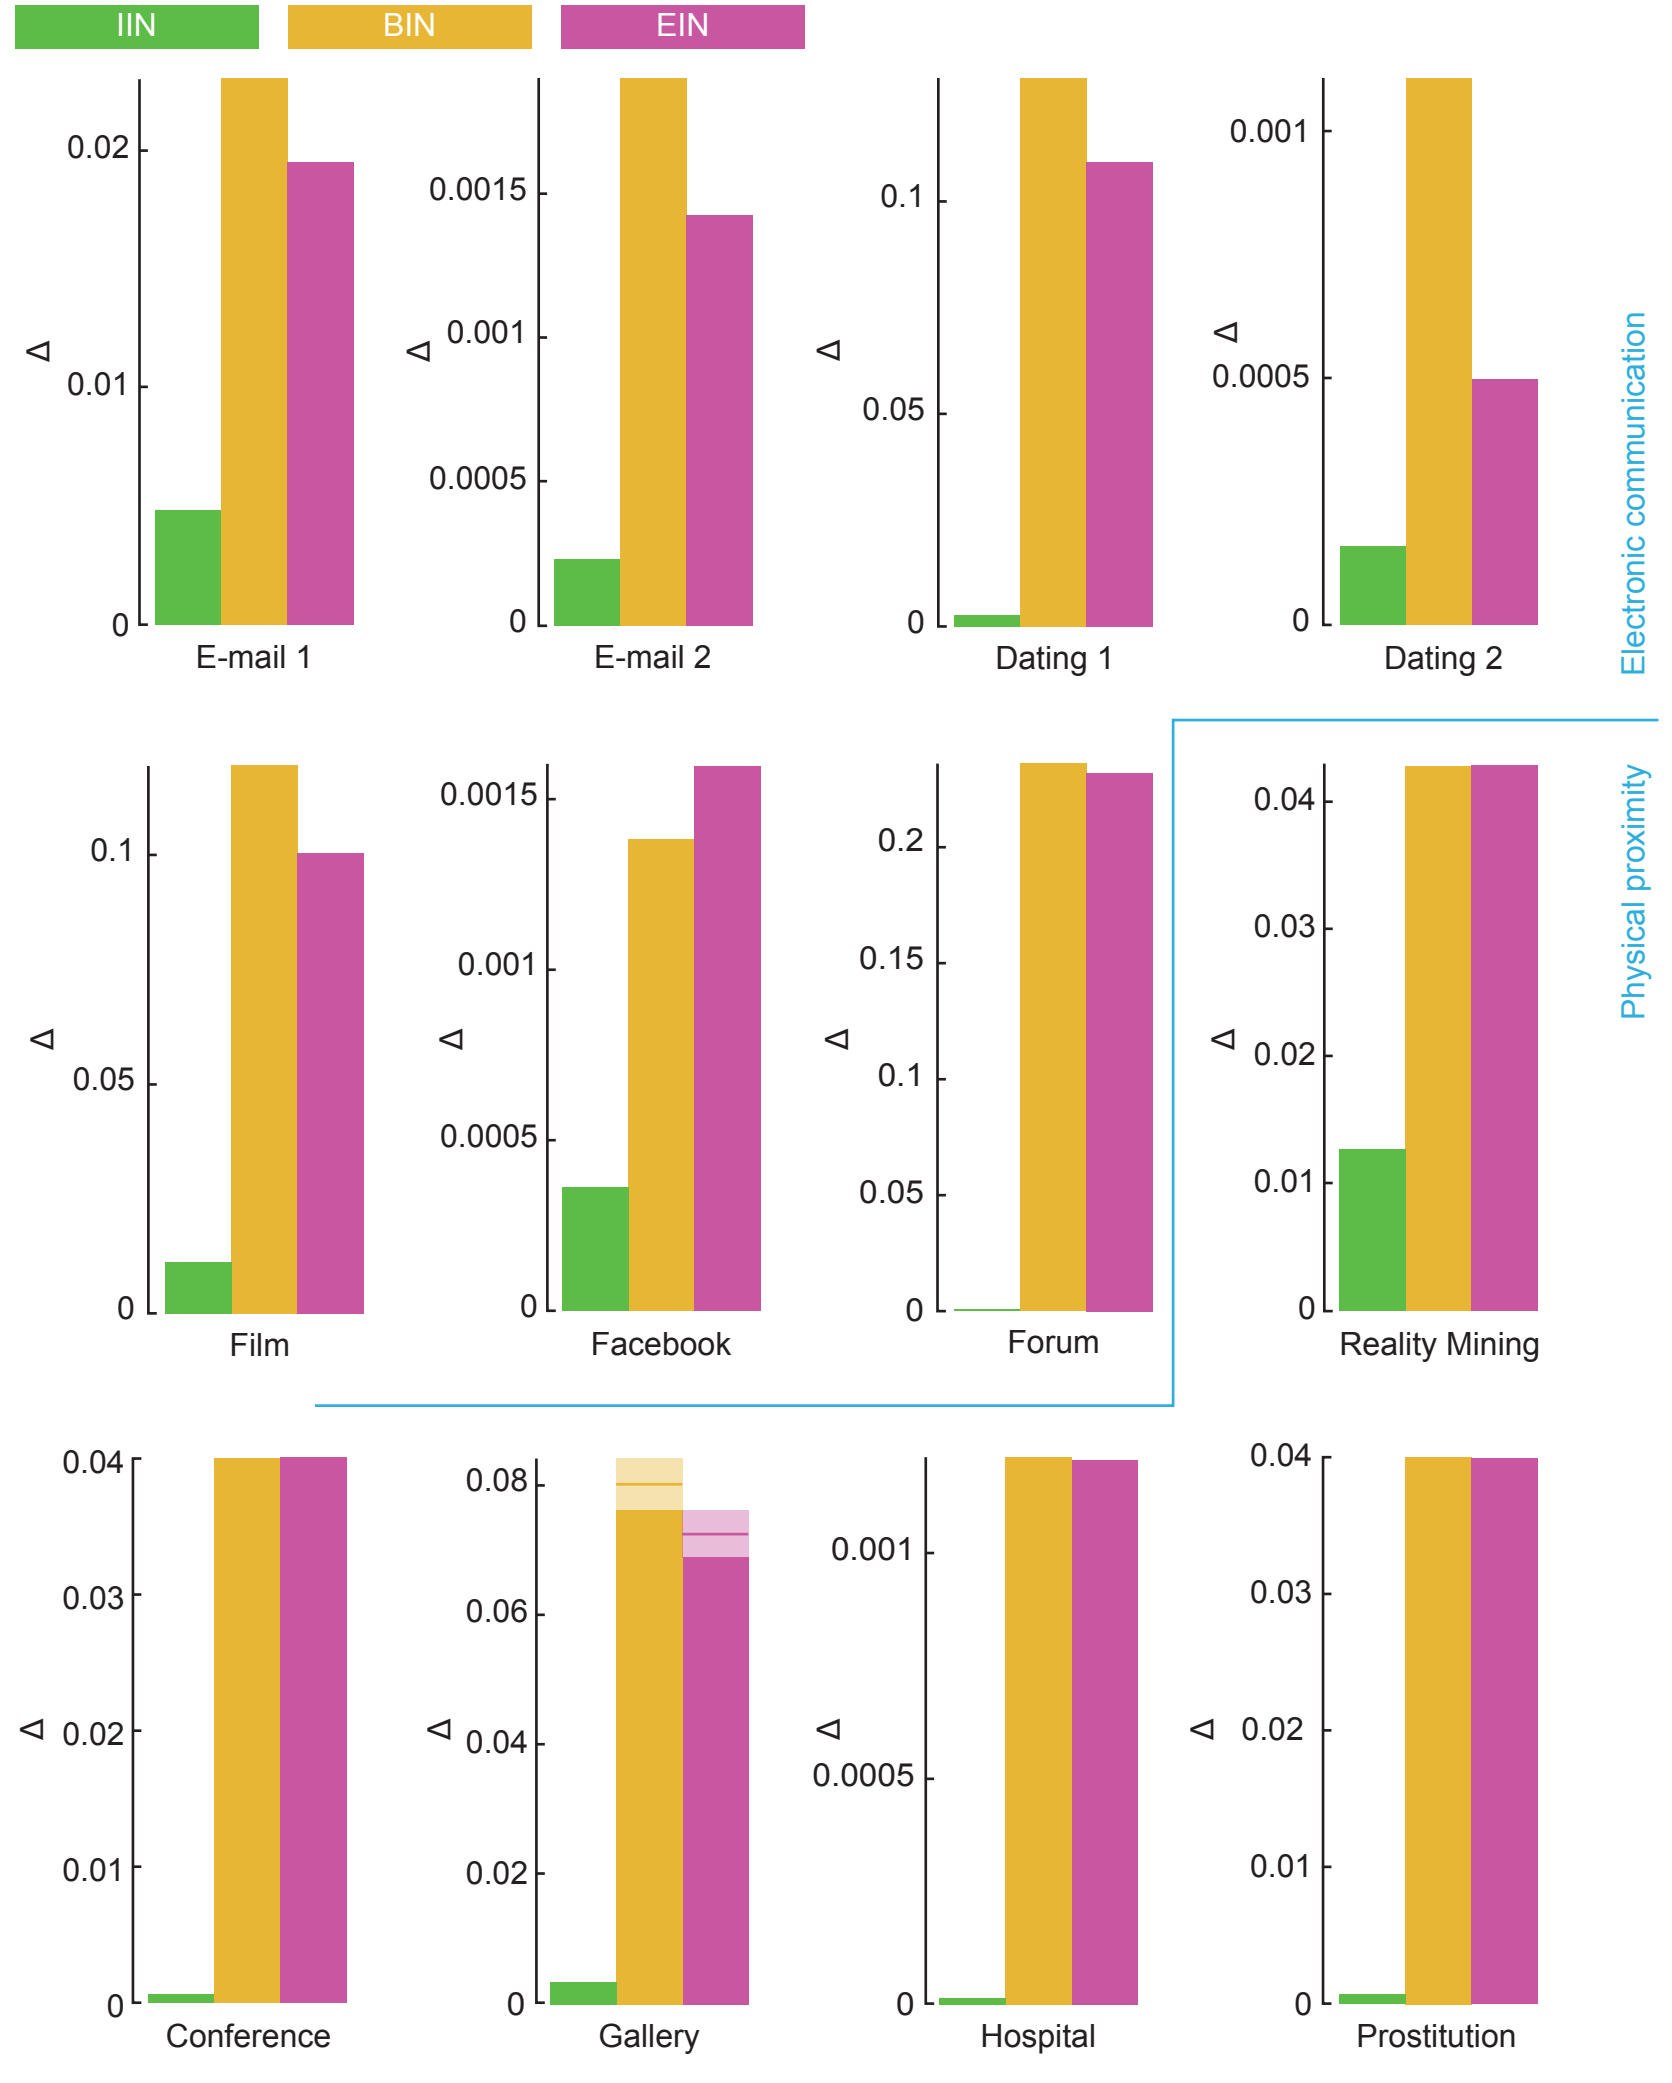 IIN BIN EIN
0.02
0.01
0
Δ
E-mail 1
0.0015
0.001
0.0005
0
Δ
E-mail 2
0.1
0.05
0
Δ
Dating 1
0.001
0.0005
0
Δ
Dating 2
Electronic communication
0.1
0.05
0
Δ
Film
0.0015
0.001
0.0005
0
Δ
Facebook
0.2
0.15
0.1
0.05
0
Δ
Forum
0.04
0.03
0.02
0.01
0
Δ
Reality Mining
Physical proximity
0.04
0.03
0.02
0.01
0
Δ
Conference
0.08
0.06
0.04
0.02
0
Δ
Gallery
0.001
0.0005
0
Δ
Hospital
0.04
0.03
0.02
0.01
0
Δ
Prostitution